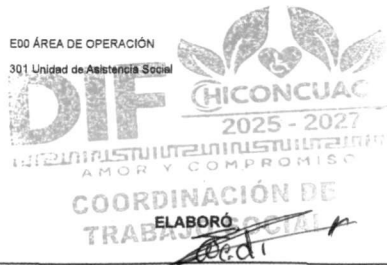 E00 ÁREA DE OPERACIÓN
301 Unidad de Asistencia Social
DIF
CHICONCUAC
2025 - 2027
AMOR Y COMPROMISO
COORDINACIÓN DE
ELABORÓ
TRABAJO SOCIAL